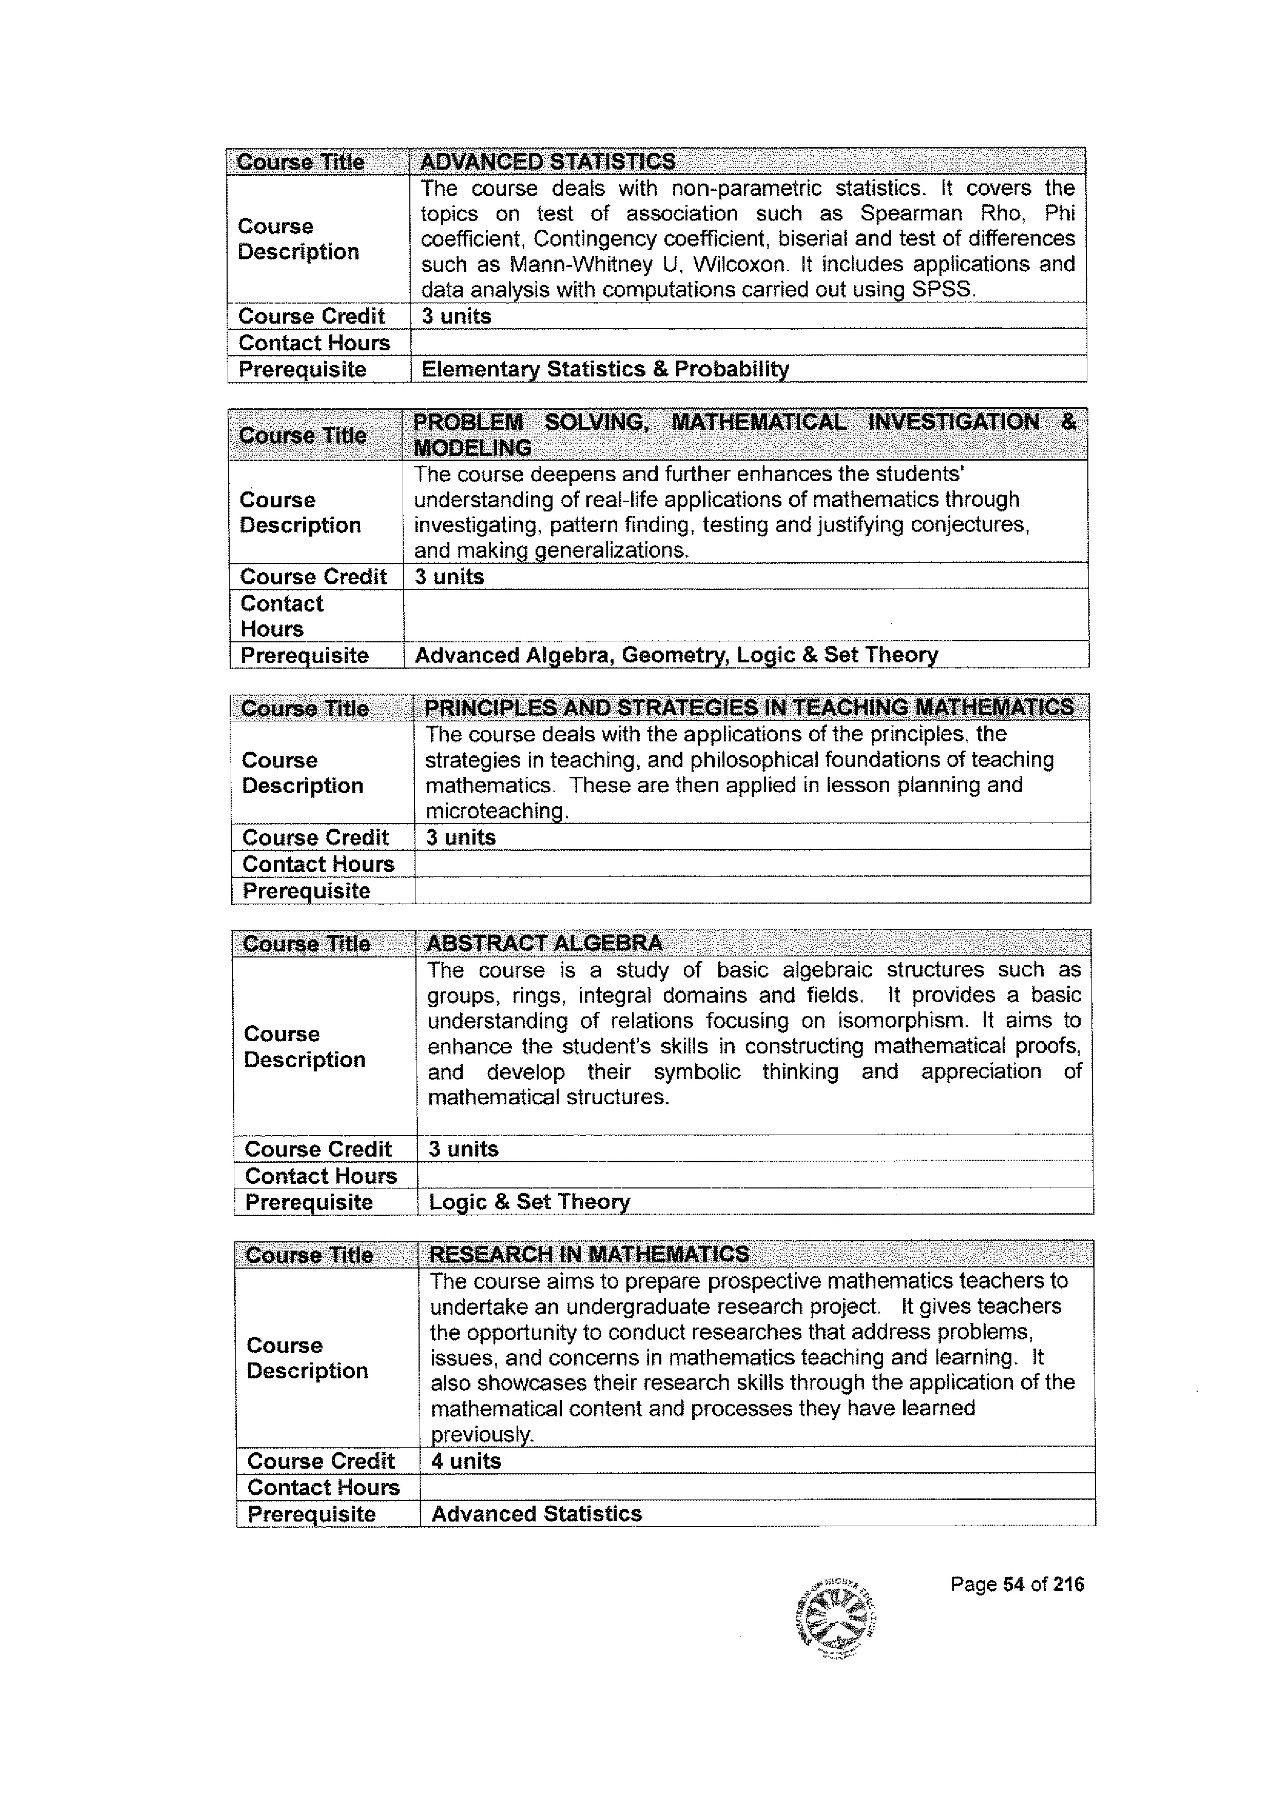 Course Title ADVANCED STATISTICS
The course deals with non-parametric statistics. It covers the
topics on test of association such as Spearman Rho, Phi
Course
Description
coefficient, Contingency coefficient, biserial and test of differences
such as Mann-Whitney U, Wilcoxon. It includes applications and
data analysis with computations carried out using SPSS.
Course Credit 3 units
Contact Hours
Prerequisite Elementary Statistics & Probability
Course Title PROBLEM SOLVING, MATHEMATICAL INVESTIGATION &
MODELING
The course deepens and further enhances the students'
Course understanding of real-life applications of mathematics through
Description investigating, pattern finding, testing and justifying conjectures,
and making generalizations.
Course Credit 3 units
Contact
Hours
Prerequisite Advanced Algebra, Geometry, Logic & Set Theory
Course Title PRINCIPLES AND STRATEGIES IN TEACHING MATHEMATICS
The course deals with the applications of the principles, the
Course strategies in teaching, and philosophical foundations of teaching
Description mathematics. These are then applied in lesson planning and
microteaching.
Course Credit 3 units
Contact Hours
Prerequisite
Course Title ABSTRACT ALGEBRA
The course is a study of basic algebraic structures such as
groups, rings, integral domains and fields. It provides a basic
understanding of relations focusing on isomorphism. It aims to
Course
Description
enhance the student's skills in constructing mathematical proofs,
and develop their symbolic thinking and appreciation of
mathematical structures.
Course Credit 3 units
Contact Hours
Prerequisite Logic & Set Theory
Course Title RESEARCH IN MATHEMATICS
The course aims to prepare prospective mathematics teachers to
undertake an undergraduate research project. It gives teachers
the opportunity to conduct researches that address problems,
Course
Description
issues, and concerns in mathematics teaching and learning. It
also showcases their research skills through the application of the
mathematical content and processes they have learned
previously.
Course Credit 4 units
Contact Hours
Prerequisite Advanced Statistics
Page 54 of 216